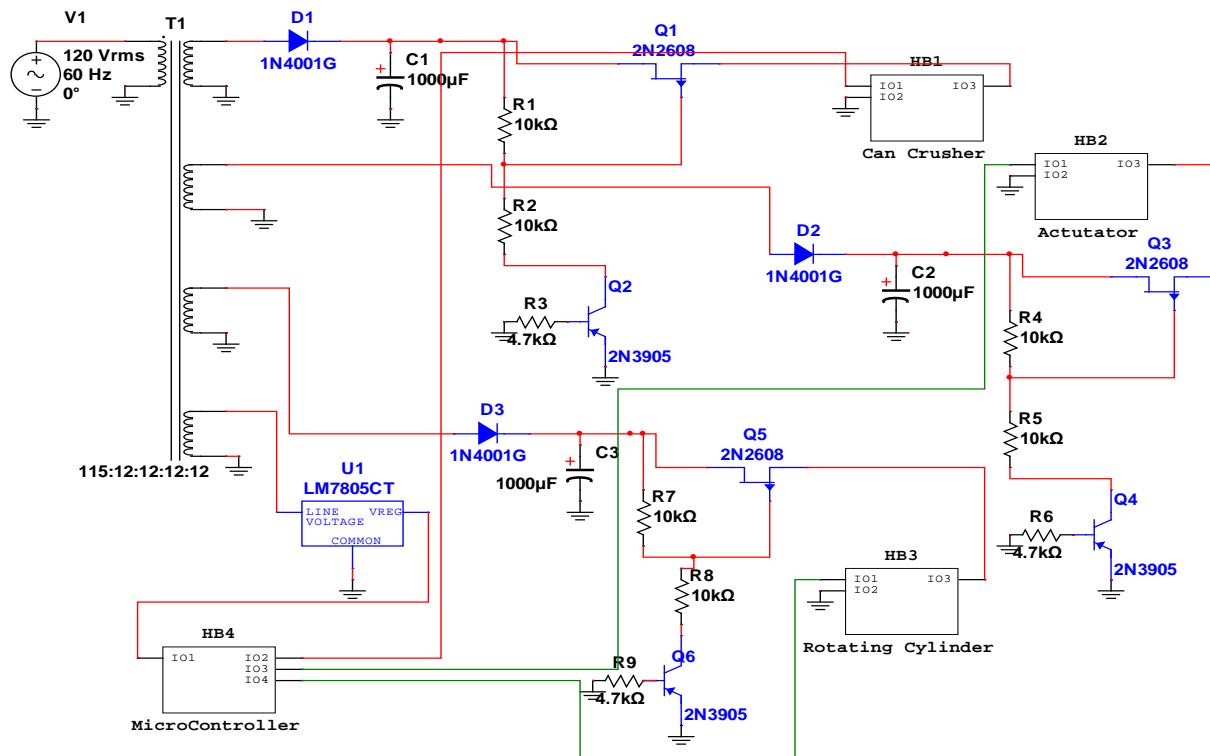 V1
T1
120 Vrms
60 Hz
0°
D1
1N4001G
C1
1000µF
R1
10kΩ
Q1
2N2608
HB1
IO1
IO2
IO3
Can Crusher
HB2
IO1
IO2
IO3
Actutator
R2
10kΩ
D2
1N4001G
C2
1000µF
Q3
2N2608
Q2
R3
4.7kΩ
2N3905
R4
10kΩ
R5
10kΩ
D3
1N4001G
C3
1000µF
Q5
2N2608
115:12:12:12:12
U1
LM7805CT
LINE
VOLTAGE
VREG
COMMON
R7
10kΩ
R8
10kΩ
Q4
R6
4.7kΩ
2N3905
HB3
IO1
IO2
IO3
Rotating Cylinder
HB4
IO1
IO2
IO3
IO4
MicroController
R9
4.7kΩ
Q6
2N3905